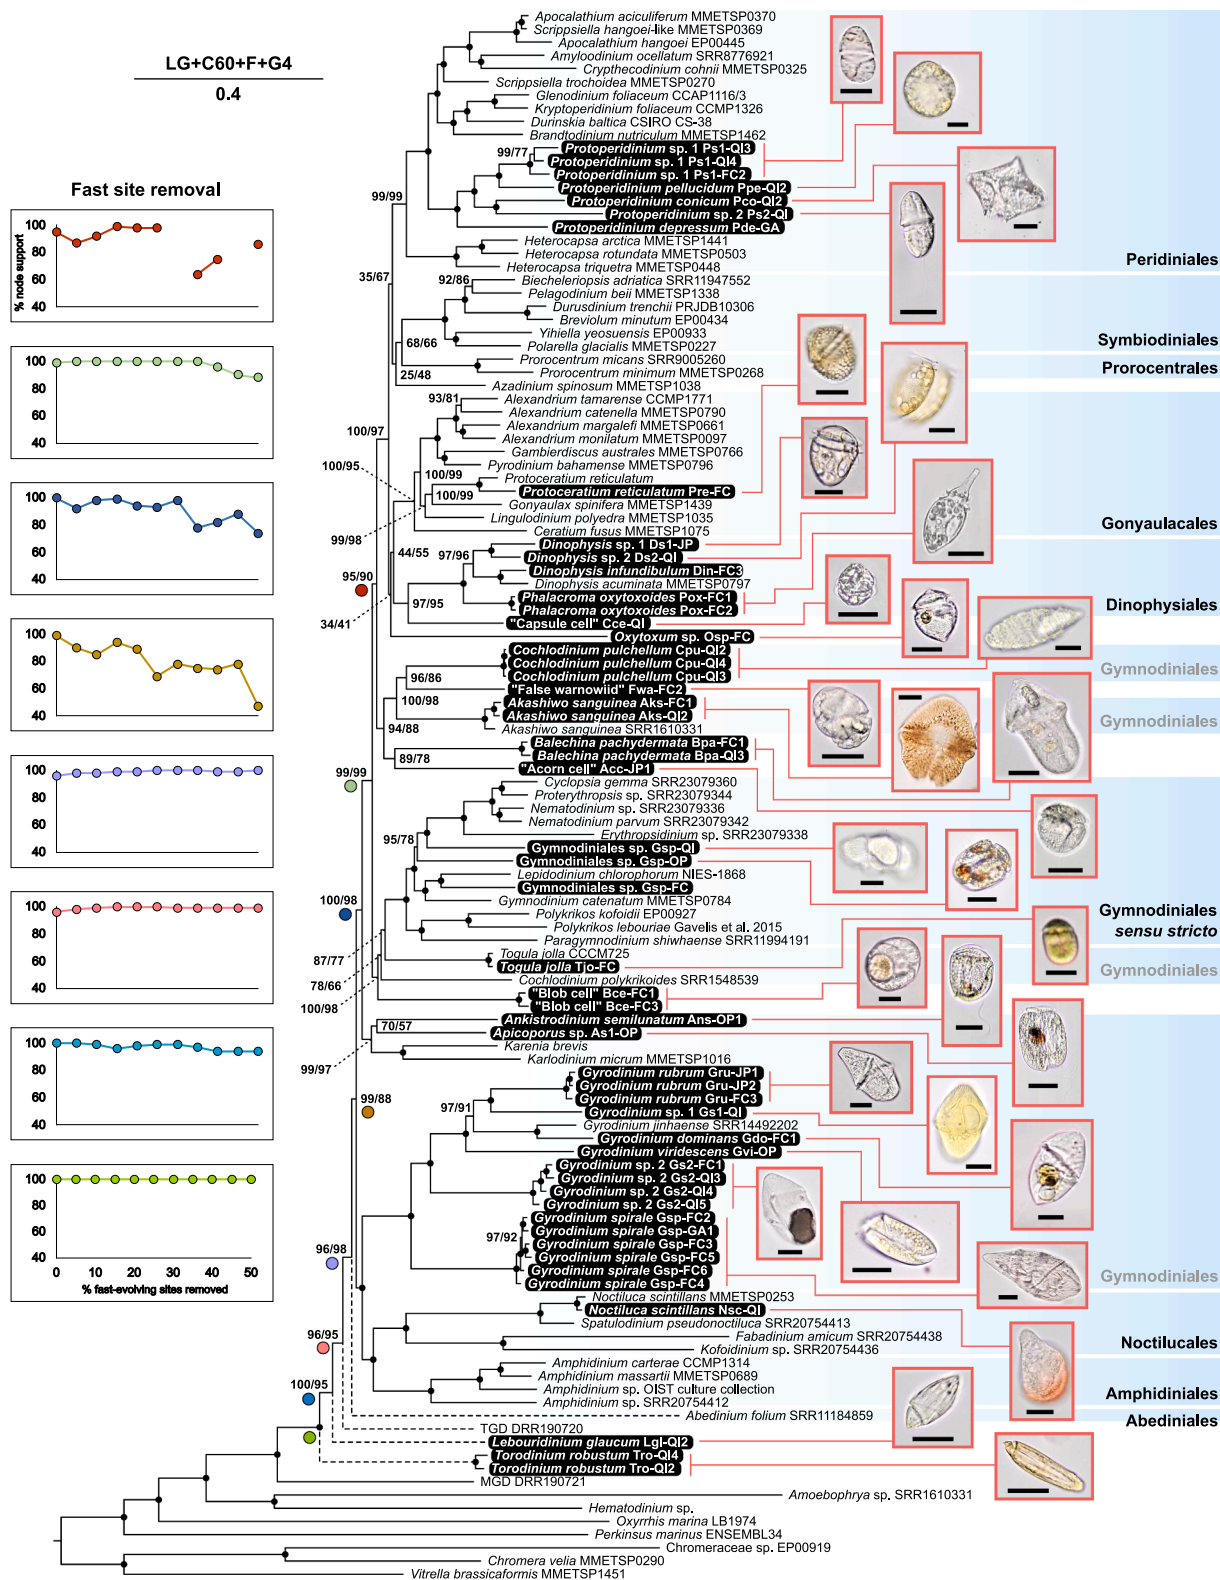 LG+C60+F+G4
0.4
Fast site removal
100
80
60
40
% node support
100
80
60
40
100
80
60
40
100
80
60
40
100
80
60
40
100
80
60
40
100
80
60
40
100
80
60
40
0 10 20 30 40 50
% fast-evolving sites removed
Apocalathium aciculiferum MMETSP0370
Scrippsiella hangoei-like MMETSP0369
Apocalathium hangoei EP00445
Amyloodinium ocellatum SRR8776921
Crypthecodinium cohnii MMETSP0325
Scrippsiella trochoidea MMETSP0270
Glenodinium foliaceum CCAP1116/3
Kryptoperidinium foliaceum CCMP1326
Durinskia baltica CSIRO CS-38
Brandtodinium nutriculum MMETSP1462
Protoperidinium sp. 1 Ps1-QI3
99/77
Protoperidinium sp. 1 Ps1-QI4
Protoperidinium sp. 1 Ps1-FC2
Protoperidinium pellucidum Ppe-QI2
Protoperidinium conicum Pco-QI2
Protoperidinium sp. 2 Ps2-QI
99/99
Protoperidinium depressum Pde-GA
Heterocapsa arctica MMETSP1441
Heterocapsa rotundata MMETSP0503
Heterocapsa triquetra MMETSP0448
Peridiniales
35/67
92/86
Biecheleriopsis adriatica SRR11947552
Pelagodinium beii MMETSP1338
Durusdinium trenchii PRJDB10306
Breviolum minutum EP00434
Yihiella yeosuensis EP00933
68/66
Polarella glacialis MMETSP0227
Symbiodiniales
Prorocentrum micans SRR9005260
25/48
Prorocentrum minimum MMETSP0268
Prorocentrales
Azadinium spinosum MMETSP1038
93/81
Alexandrium tamarense CCMP1771
Alexandrium catenella MMETSP0790
Alexandrium margalefi MMETSP0661
100/97
Alexandrium monilatum MMETSP0097
Gambierdiscus australes MMETSP0766
100/95
Pyrodinium bahamense MMETSP0796
100/99
Protoceratium reticulatum
100/99
Protoceratium reticulatum Pre-FC
Gonyaulax spinifera MMETSP1439
Lingulodinium polyedra MMETSP1035
Ceratium fusus MMETSP1075
Gonyaulacales
99/98
44/55
97/96
Dinophysis sp. 1 Ds1-JP
Dinophysis sp. 2 Ds2-QI
Dinophysis infundibulum Din-FC3
95/90
Dinophysis acuminata MMETSP0797
97/95
Phalacroma oxytoxoides Pox-FC1
Phalacroma oxytoxoides Pox-FC2
Dinophysiales
34/41
"Capsule cell" Cce-QI
Oxytoxum sp. Osp-FC
Cochlodinium pulchellum Cpu-QI2
Cochlodinium pulchellum Cpu-QI4
Cochlodinium pulchellum Cpu-QI3
Gymnodiniales
96/86
"False warnowiid" Fwa-FC2
100/98
Akashiwo sanguinea Aks-FC1
Akashiwo sanguinea Aks-QI2
Akashiwo sanguinea SRR1610331
Gymnodiniales
94/88
Balechina pachydermata Bpa-FC1
Balechina pachydermata Bpa-QI3
89/78
"Acorn cell" Acc-JP1
99/99
Cyclopsia gemma SRR23079360
Proterythropsis sp. SRR23079344
Nematodinium sp. SRR23079336
Nematodinium parvum SRR23079342
Erythropsidinium sp. SRR23079338
95/78
Gymnodiniales sp. Gsp-QI
Gymnodiniales sp. Gsp-OP
Lepidodinium chlorophorum NIES-1868
Gymnodiniales sp. Gsp-FC
Gymnodinium catenatum MMETSP0784
100/98
Polykrikos kofoidii EP00927
Polykrikos lebouriae Gavelis et al. 2015
Paragymnodinium shiwhaense SRR11994191
Gymnodiniales
sensu stricto
87/77
Togula jolla CCCM725
Togula jolla Tjo-FC
Gymnodiniales
78/66
Cochlodinium polykrikoides SRR1548539
100/98
"Blob cell" Bce-FC1
"Blob cell" Bce-FC3
70/57
Ankistrodinium semilunatum Ans-OP1
Apicoporus sp. As1-OP
Karenia brevis
99/97
Karlodinium micrum MMETSP1016
Gyrodinium rubrum Gru-JP1
Gyrodinium rubrum Gru-JP2
99/88
Gyrodinium rubrum Gru-FC3
97/91
Gyrodinium sp. 1 Gs1-QI
Gyrodinium jinhaense SRR14492202
Gyrodinium dominans Gdo-FC1
Gyrodinium viridescens Gvi-OP
Gyrodinium sp. 2 Gs2-FC1
Gyrodinium sp. 2 Gs2-QI3
Gyrodinium sp. 2 Gs2-QI4
Gyrodinium sp. 2 Gs2-QI5
Gyrodinium spirale Gsp-FC2
97/92
Gyrodinium spirale Gsp-GA1
Gyrodinium spirale Gsp-FC3
96/98
Gyrodinium spirale Gsp-FC5
Gyrodinium spirale Gsp-FC6
Gyrodinium spirale Gsp-FC4
Gymnodiniales
Noctiluca scintillans MMETSP0253
Noctiluca scintillans Nsc-QI
Spatulodinium pseudonoctiluca SRR20754413
Fabadinium amicum SRR20754438
Kofoidinium sp. SRR20754436
Noctilucales
96/95
Amphidinium carterae CCMP1314
Amphidinium massartii MMETSP0689
100/95
Amphidinium sp. OIST culture collection
Amphidinium sp. SRR20754412
Amphidiniales
Abedinium folium SRR11184859
Abediniales
TGD DRR190720
Lebouridinium glaucum Lgl-QI2
Torodinium robustum Tro-QI4
Torodinium robustum Tro-QI2
MGD DRR190721
Amoebophrya sp. SRR1610331
Hematodinium sp.
Oxyrrhis marina LB1974
Perkinsus marinus ENSEMBL34
Chromeraceae sp. EP00919
Chromera velia MMETSP0290
Vitrella brassicaformis MMETSP1451